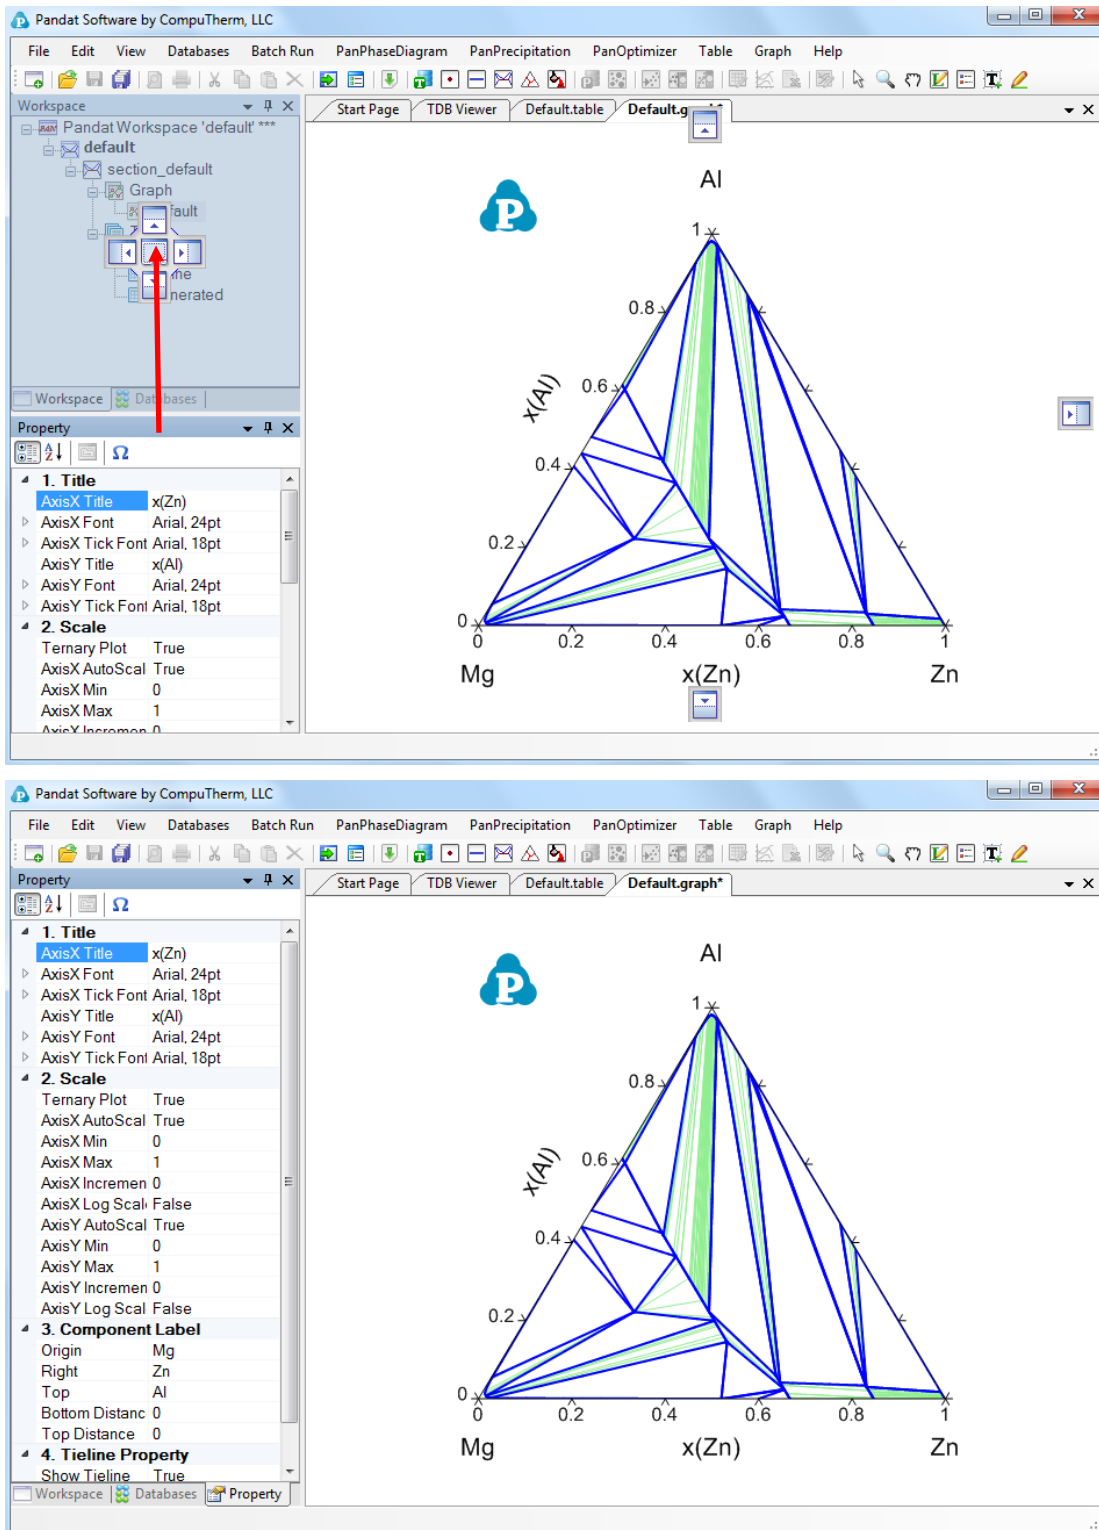 Pandat Software by CompuTherm, LLC
File Edit View Databases Batch Run PanPhaseDiagram PanPrecipitation PanOptimizer Table Graph Help
Workspace
Start Page TDB Viewer Default.table Default.g
Pandat Workspace 'default' ***
default
section_default
Graph
fault
ine
nerated
Workspace Databases
Property
1. Title
AxisX Title x(Zn)
AxisX Font Arial, 24pt
AxisX Tick Font Arial, 18pt
AxisY Title x(Al)
AxisY Font Arial, 24pt
AxisY Tick Font Arial, 18pt
2. Scale
Ternary Plot True
AxisX AutoScal True
AxisX Min 0
AxisX Max 1
AxisX Incremen 0
P
Al
1
0.8
0.6
x(Al)
0.4
0.2
0
0 0.2 0.4 0.6 0.8 1
Mg x(Zn) Zn
Pandat Software by CompuTherm, LLC
File Edit View Databases Batch Run PanPhaseDiagram PanPrecipitation PanOptimizer Table Graph Help
Property
Start Page TDB Viewer Default.table Default.graph*
1. Title
AxisX Title x(Zn)
AxisX Font Arial, 24pt
AxisX Tick Font Arial, 18pt
AxisY Title x(Al)
AxisY Font Arial, 24pt
AxisY Tick Font Arial, 18pt
2. Scale
Ternary Plot True
AxisX AutoScal True
AxisX Min 0
AxisX Max 1
AxisX Incremen 0
AxisX Log Scal False
AxisY AutoScal True
AxisY Min 0
AxisY Max 1
AxisY Incremen 0
AxisY Log Scal False
3. Component Label
Origin Mg
Right Zn
Top Al
Bottom Distanc 0
Top Distance 0
4. Tieline Property
Show Tieline True
Workspace Databases Property
P
Al
1
0.8
0.6
x(Al)
0.4
0.2
0
0 0.2 0.4 0.6 0.8 1
Mg x(Zn) Zn